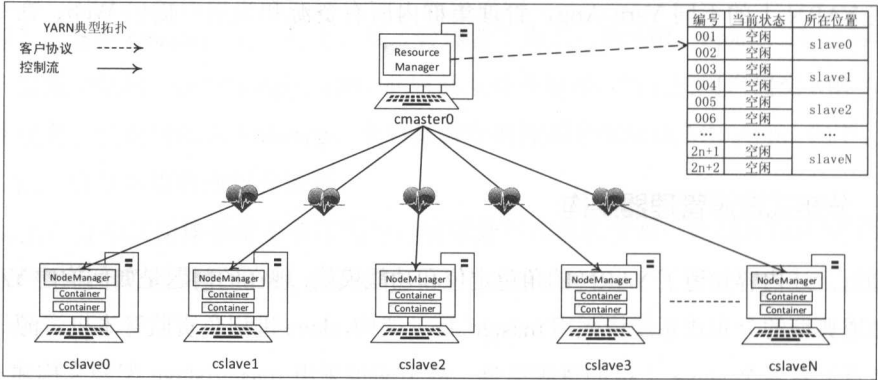 YARN典型拓扑
客户协议
控制流
Resource
Manager
cmaster0
编号 当前状态 所在位置
001 空闲 slave0
002 空闲
003 空闲 slave1
004 空闲
005 空闲 slave2
006 空闲
… … …
2n+1 空闲 slaveN
2n+2 空闲
NodeManager NodeManager NodeManager NodeManager NodeManager
Container Container Container Container Container
Container Container Container Container Container
cslave0 cslave1 cslave2 cslave3 cslaveN